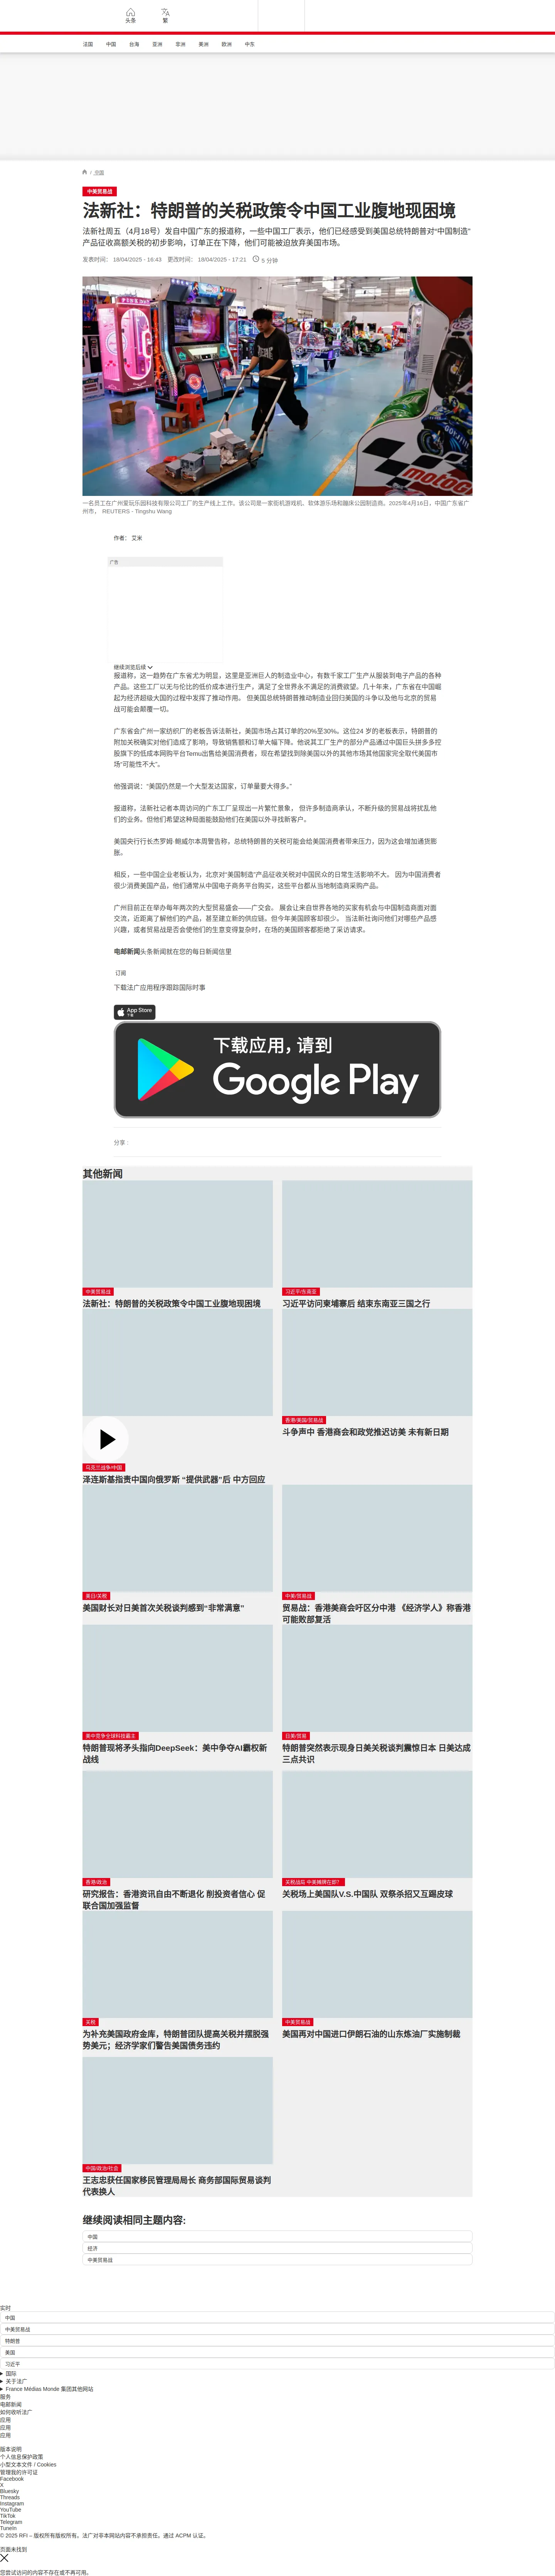 头条
繁
法国
中国
台海
亚洲
非洲
美洲
欧洲
中东
/ 中国
中美贸易战
法新社：特朗普的关税政策令中国工业腹地现困境
法新社周五（4月18号）发自中国广东的报道称，一些中国工厂表示，他们已经感受到美国总统特朗普对“中国制造”
产品征收高额关税的初步影响，订单正在下降，他们可能被迫放弃美国市场。
发表时间： 18/04/2025 - 16:43 更改时间： 18/04/2025 - 17:21 5 分钟
一名员工在广州爱玩乐园科技有限公司工厂的生产线上工作。该公司是一家街机游戏机、软体游乐场和蹦床公园制造商。2025年4月16日，中国广东省广
州市， REUTERS - Tingshu Wang
作者： 艾米
广告
继续浏览后续
报道称，这一趋势在广东省尤为明显，这里是亚洲巨人的制造业中心，有数千家工厂生产从服装到电子产品的各种
产品。这些工厂以无与伦比的低价成本进行生产，满足了全世界永不满足的消费欲望。几十年来，广东省在中国崛
起为经济超级大国的过程中发挥了推动作用。 但美国总统特朗普推动制造业回归美国的斗争以及他与北京的贸易
战可能会颠覆一切。
广东省会广州一家纺织厂的老板告诉法新社，美国市场占其订单的20%至30%。这位24 岁的老板表示，特朗普的
附加关税确实对他们造成了影响，导致销售额和订单大幅下降。他说其工厂生产的部分产品通过中国巨头拼多多控
股旗下的低成本网购平台Temu出售给美国消费者，现在希望找到除美国以外的其他市场其他国家完全取代美国市
场“可能性不大”。
他强调说：“美国仍然是一个大型发达国家，订单量要大得多。”
报道称，法新社记者本周访问的广东工厂呈现出一片繁忙景象， 但许多制造商承认，不断升级的贸易战将扰乱他
们的业务。但他们希望这种局面能鼓励他们在美国以外寻找新客户。
美国央行行长杰罗姆·鲍威尔本周警告称，总统特朗普的关税可能会给美国消费者带来压力，因为这会增加通货膨
胀。
相反，一些中国企业老板认为，北京对“美国制造”产品征收关税对中国民众的日常生活影响不大。 因为中国消费者
很少消费美国产品，他们通常从中国电子商务平台购买，这些平台都从当地制造商采购产品。
广州目前正在举办每年两次的大型贸易盛会——广交会。 展会让来自世界各地的买家有机会与中国制造商面对面
交流，近距离了解他们的产品，甚至建立新的供应链。但今年美国顾客却很少。 当法新社询问他们对哪些产品感
兴趣，或者贸易战是否会使他们的生意变得复杂时，在场的美国顾客都拒绝了采访请求。
电邮新闻头条新闻就在您的每日新闻信里
订阅
下载法广应用程序跟踪国际时事
App Store
下载
下载应用，请到
Google Play
分享 :
其他新闻
中美贸易战
法新社：特朗普的关税政策令中国工业腹地现困境
习近平/东南亚
习近平访问柬埔寨后 结束东南亚三国之行
乌克兰战争/中国
泽连斯基指责中国向俄罗斯 “提供武器”后 中方回应
香港/美国/贸易战
斗争声中 香港商会和政党推迟访美 未有新日期
美日/关税
美国财长对日美首次关税谈判感到“非常满意”
中美/贸易战
贸易战：香港美商会吁区分中港 《经济学人》称香港
可能败部复活
美中竞争全球科技霸主
特朗普现将矛头指向DeepSeek：美中争夺AI霸权新
战线
日美/贸易
特朗普突然表示现身日美关税谈判震惊日本 日美达成
三点共识
香港/政治
研究报告：香港资讯自由不断退化 削投资者信心 促
联合国加强监督
关税战后 中美摊牌在即？
关税场上美国队V.S.中国队 双祭杀招又互踢皮球
关税
为补充美国政府金库，特朗普团队提高关税并摆脱强
势美元；经济学家们警告美国债务违约
中美贸易战
美国再对中国进口伊朗石油的山东炼油厂实施制裁
中国/政治/社会
王志忠获任国家移民管理局局长 商务部国际贸易谈判
代表换人
继续阅读相同主题内容:
中国
经济
中美贸易战
实时
中国
中美贸易战
特朗普
美国
习近平
国际
关于法广
France Médias Monde 集团其他网站
服务
电邮新闻
如何收听法广
应用
应用
应用
版本说明
个人信息保护政策
小型文本文件 / Cookies
管理我的许可证
Facebook
X
Bluesky
Threads
Instagram
YouTube
TikTok
Telegram
TuneIn
© 2025 RFI – 版权所有版权所有。法广对非本网站内容不承担责任。通过 ACPM 认证。
页面未找到
您尝试访问的内容不存在或不再可用。